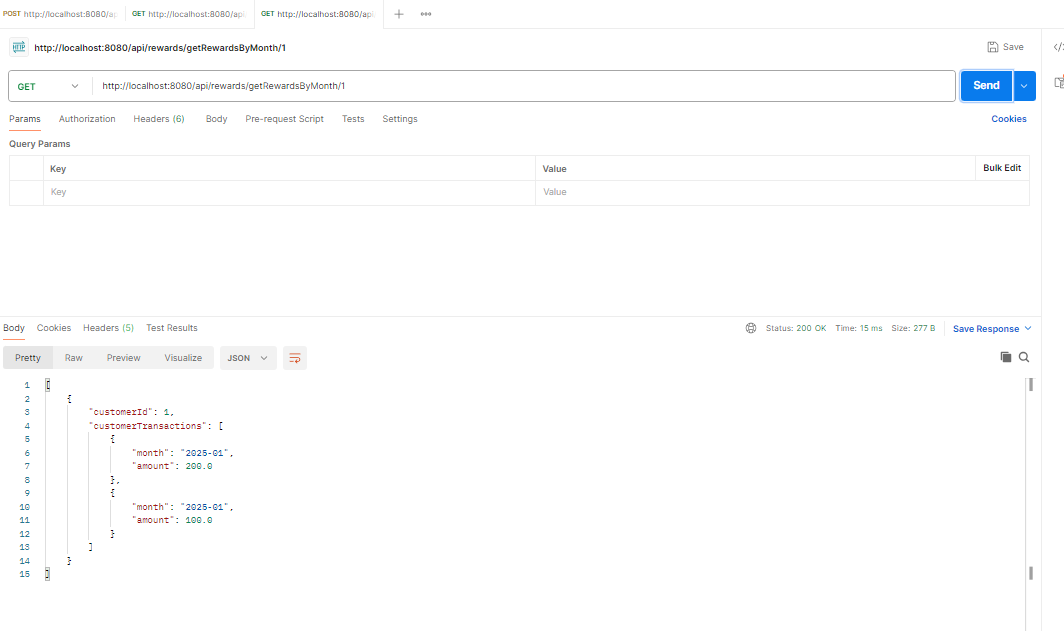 POST http://localhost:8080/ap GET http://localhost:8080/api GET http://localhost:8080/api
HTTP http://localhost:8080/api/rewards/getRewardsByMonth/1 Save
GET http://localhost:8080/api/rewards/getRewardsByMonth/1 Send
Params Authorization Headers (6) Body Pre-request Script Tests Settings Cookies
Query Params
Key Value Bulk Edit
Key Value
Body Cookies Headers (5) Test Results Status: 200 OK Time: 15 ms Size: 277 B Save Response
Pretty Raw Preview Visualize JSON
1 [
2 {
3 "customerId": 1,
4 "customerTransactions": [
5 {
6 "month": "2025-01",
7 "amount": 200.0
8 },
9 {
10 "month": "2025-01",
11 "amount": 100.0
12 }
13 ]
14 }
15 ]